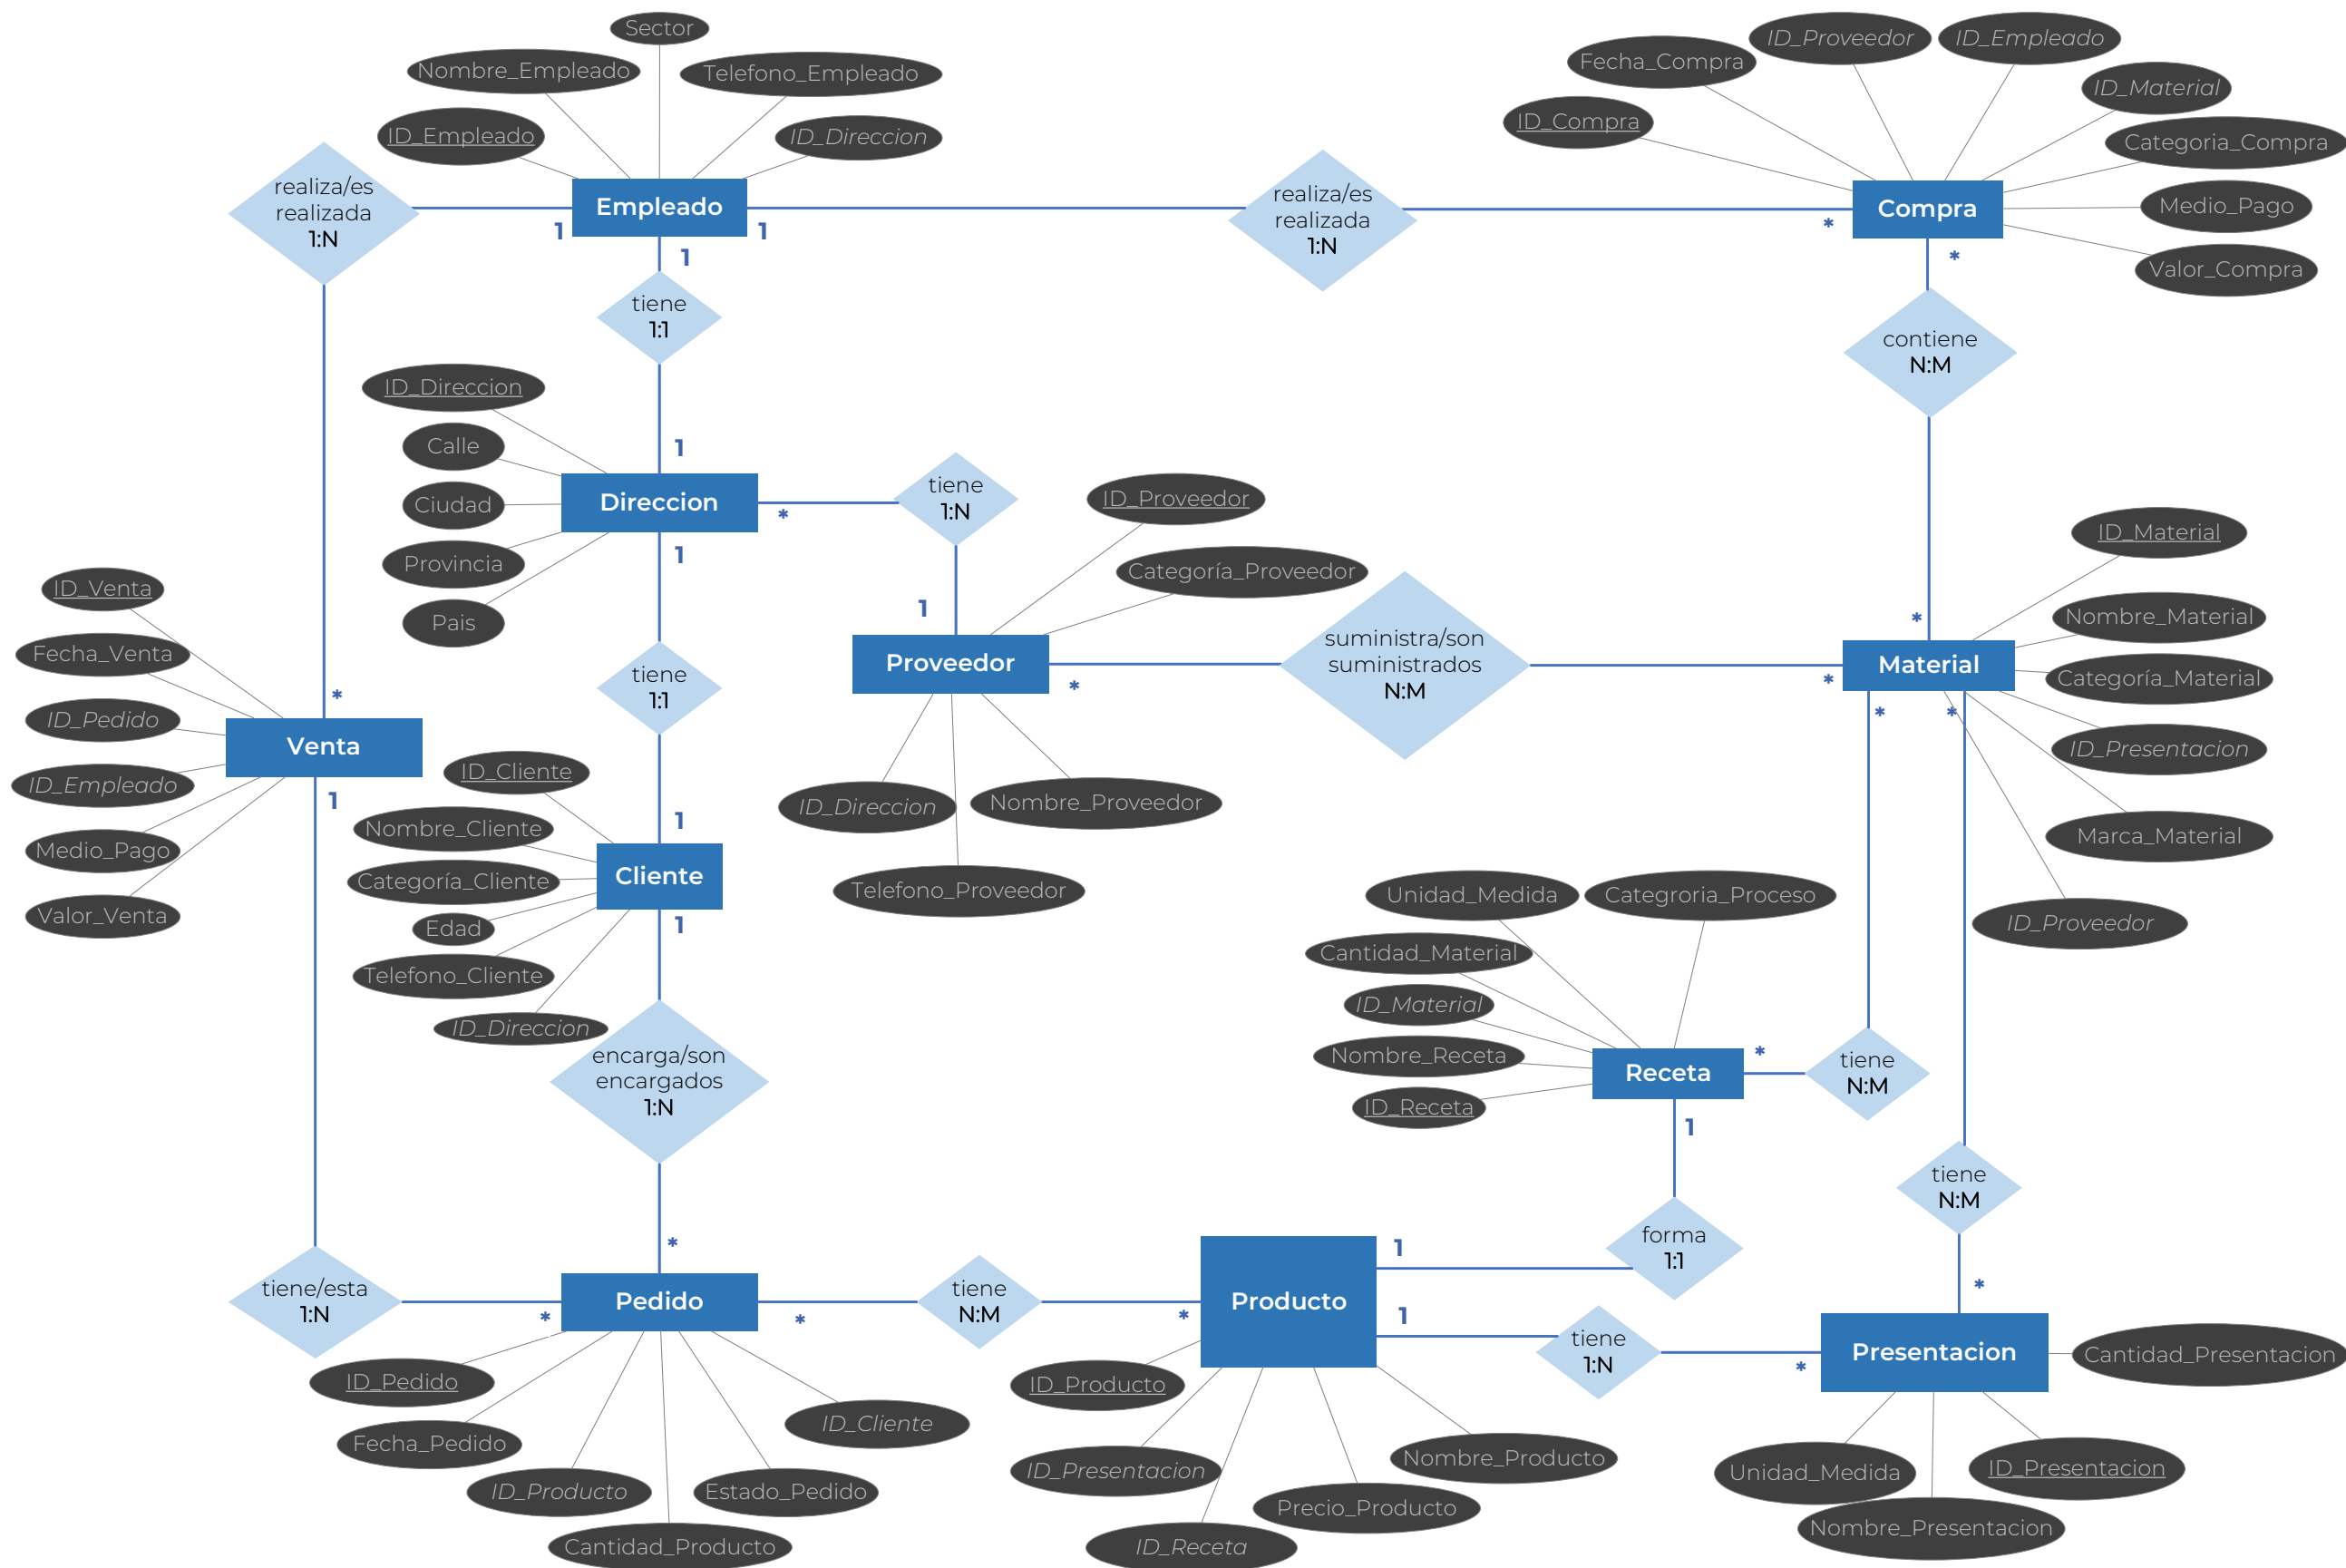 Sector
Nombre_Empleado
Telefono_Empleado
ID_Empleado
ID_Direccion
Empleado
1
1
1
realiza/es
realizada
1:N
realiza/es
realizada
1:N
ID_Proveedor
ID_Empleado
Fecha_Compra
ID_Material
ID_Compra
Categoria_Compra
Medio_Pago
Valor_Compra
Compra
*
*
tiene
1:1
contiene
N:M
ID_Direccion
Calle
Ciudad
Provincia
Pais
1
Direccion
*
1
tiene
1:N
ID_Proveedor
Categoría_Proveedor
1
Proveedor
*
suministra/son
suministrados
N:M
ID_Direccion
Nombre_Proveedor
Telefono_Proveedor
ID_Material
Nombre_Material
Categoría_Material
ID_Presentacion
Marca_Material
ID_Proveedor
*
*
Material
*
*
ID_Venta
Fecha_Venta
ID_Pedido
ID_Empleado
Medio_Pago
Valor_Venta
*
Venta
1
tiene
1:1
ID_Cliente
Nombre_Cliente
Categoría_Cliente
Edad
Telefono_Cliente
ID_Direccion
1
Cliente
1
encarga/son
encargados
1:N
Unidad_Medida
Categroria_Proceso
Cantidad_Material
ID_Material
Nombre_Receta
ID_Receta
Receta
*
1
tiene
N:M
tiene
N:M
forma
1:1
tiene/esta
1:N
*
*
Pedido
*
tiene
N:M
*
Producto
1
1
tiene
1:N
*
*
Presentacion
Cantidad_Presentacion
ID_Pedido
Fecha_Pedido
ID_Producto
Cantidad_Producto
Estado_Pedido
ID_Cliente
ID_Producto
ID_Presentacion
ID_Receta
Precio_Producto
Nombre_Producto
Unidad_Medida
Nombre_Presentacion
ID_Presentacion